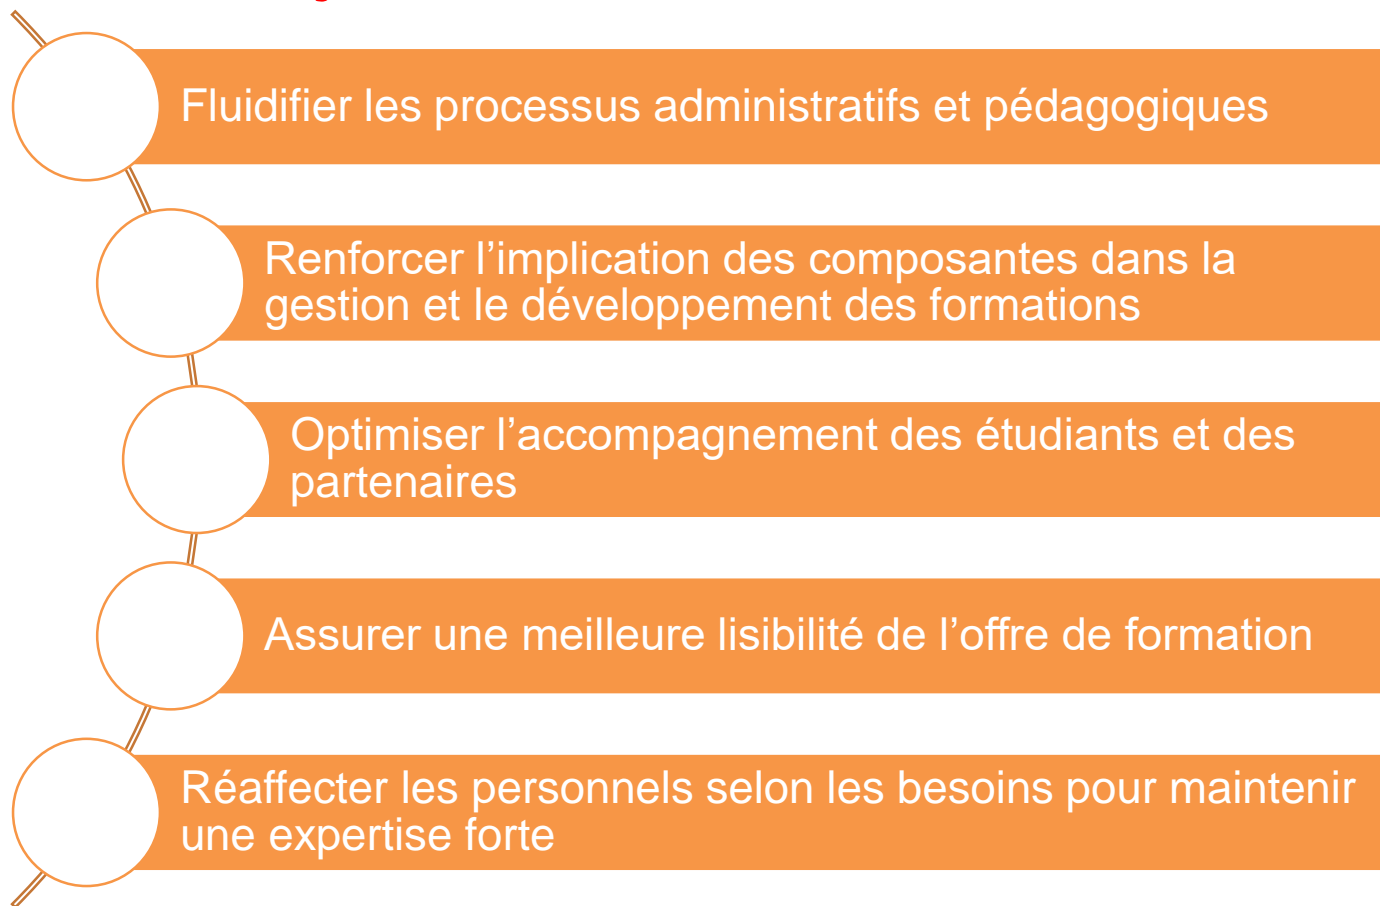 Fluidifier les processus administratifs et pédagogiques
Renforcer l’implication des composantes dans la
gestion et le développement des formations
Optimiser l’accompagnement des étudiants et des
partenaires
Assurer une meilleure lisibilité de l’offre de formation
Réaffecter les personnels selon les besoins pour maintenir
une expertise forte